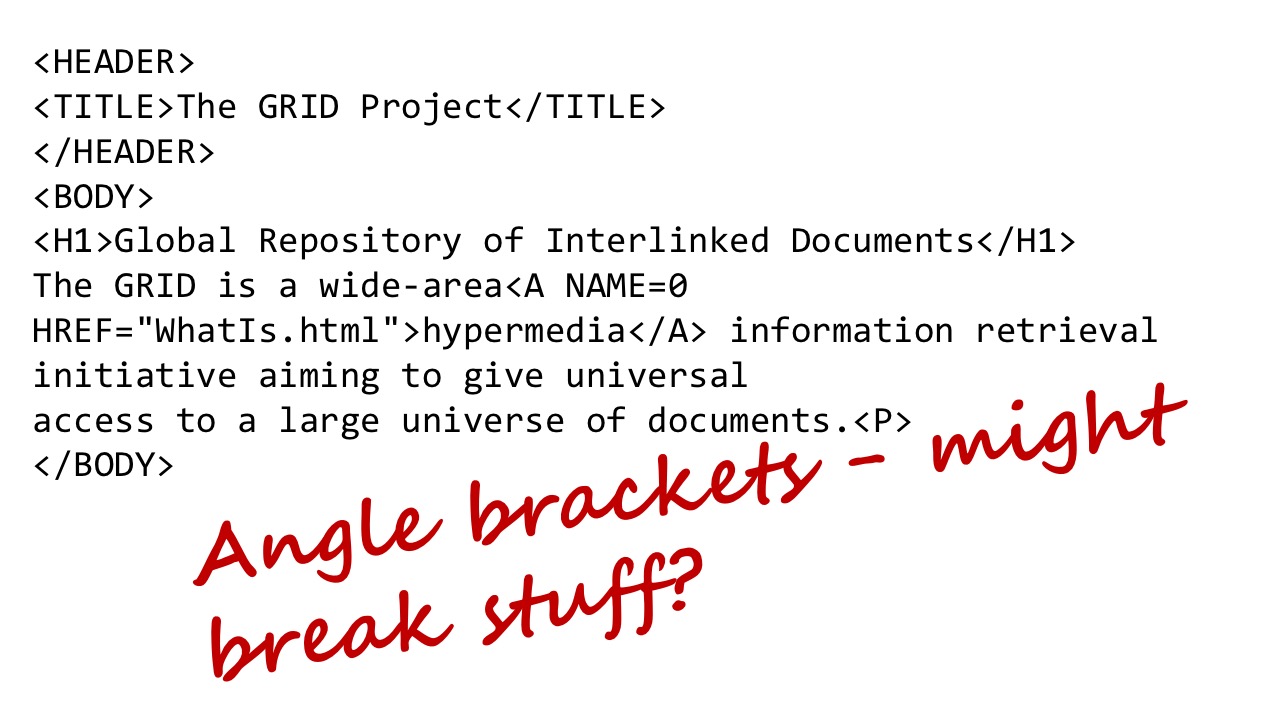 <HEADER>
<TITLE>The GRID Project</TITLE>
</HEADER>
<BODY>
<H1>Global Repository of Interlinked Documents</H1>
The GRID is a wide-area<A NAME=0
HREF="WhatIs.html">hypermedia</A> information retrieval
initiative aiming to give universal
access to a large universe of documents.<P>
</BODY>
Angle brackets - might
break stuff?